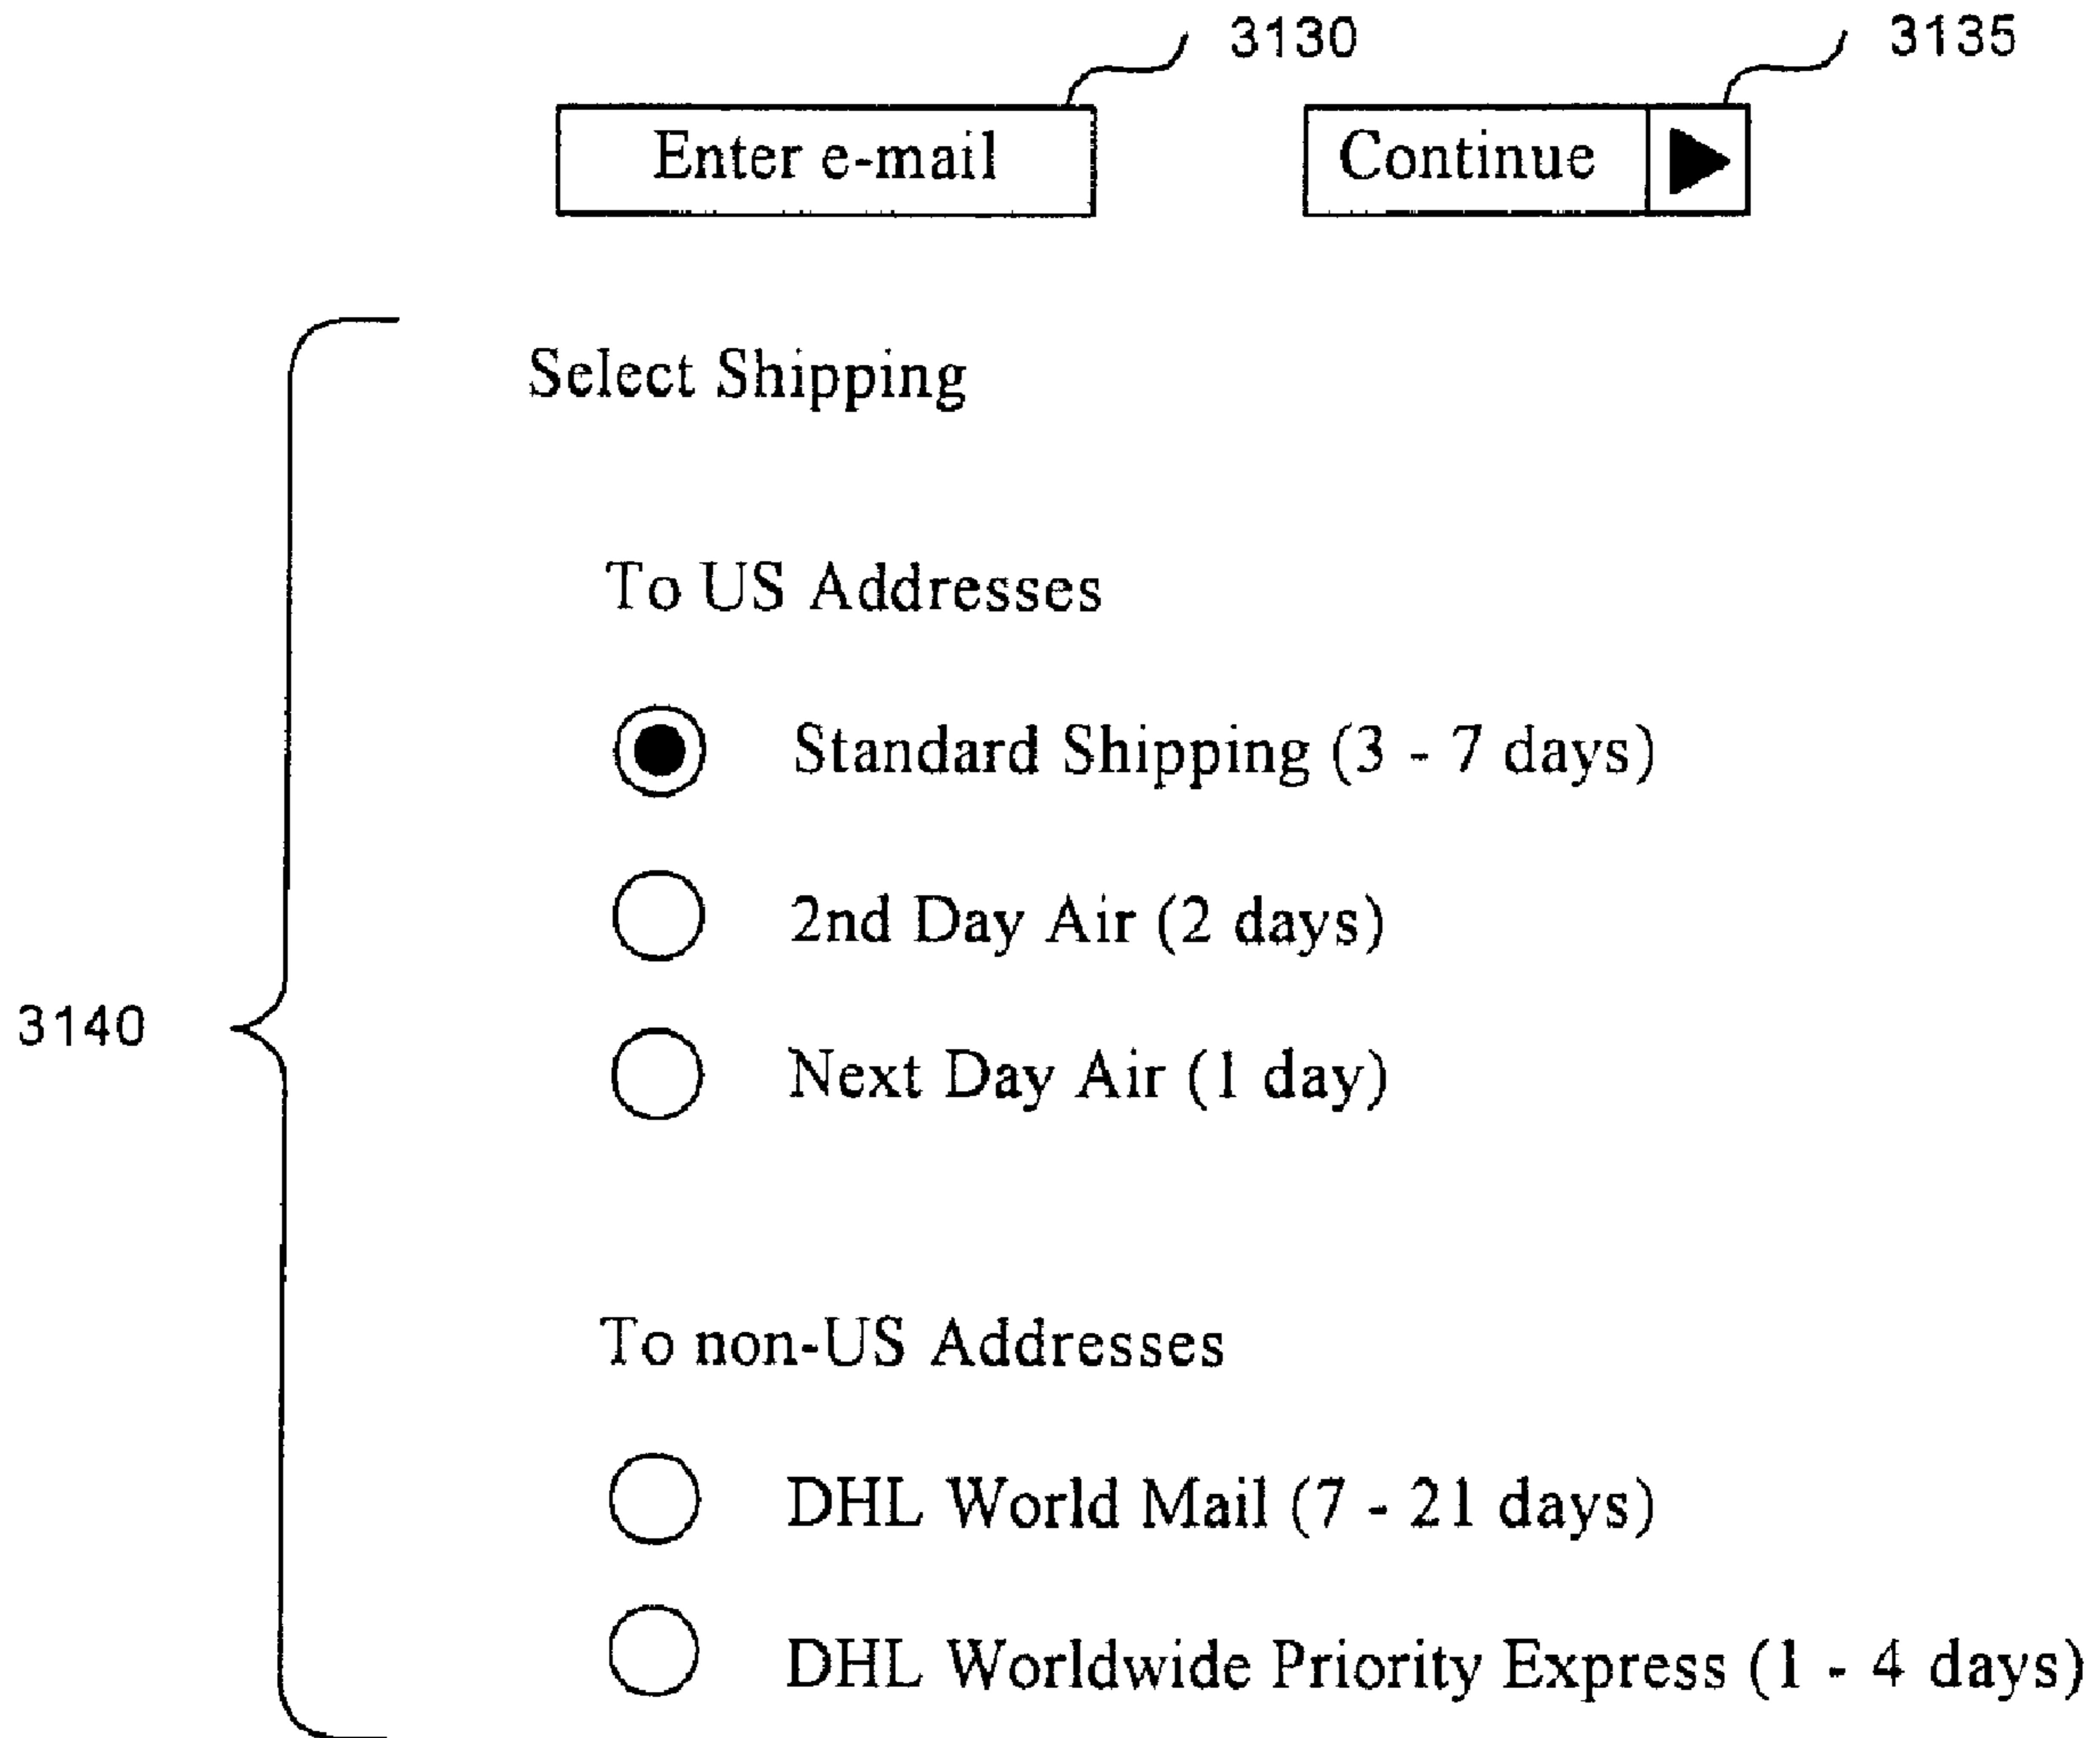 3130 3135
Enter e-mail Continue
Select Shipping
To US Addresses
Standard Shipping (3 - 7 days)
2nd Day Air (2 days)
3140
Next Day Air (1 day)
To non-US Addresses
DHL World Mail (7 - 21 days)
DHL Worldwide Priority Express (1 - 4 days)